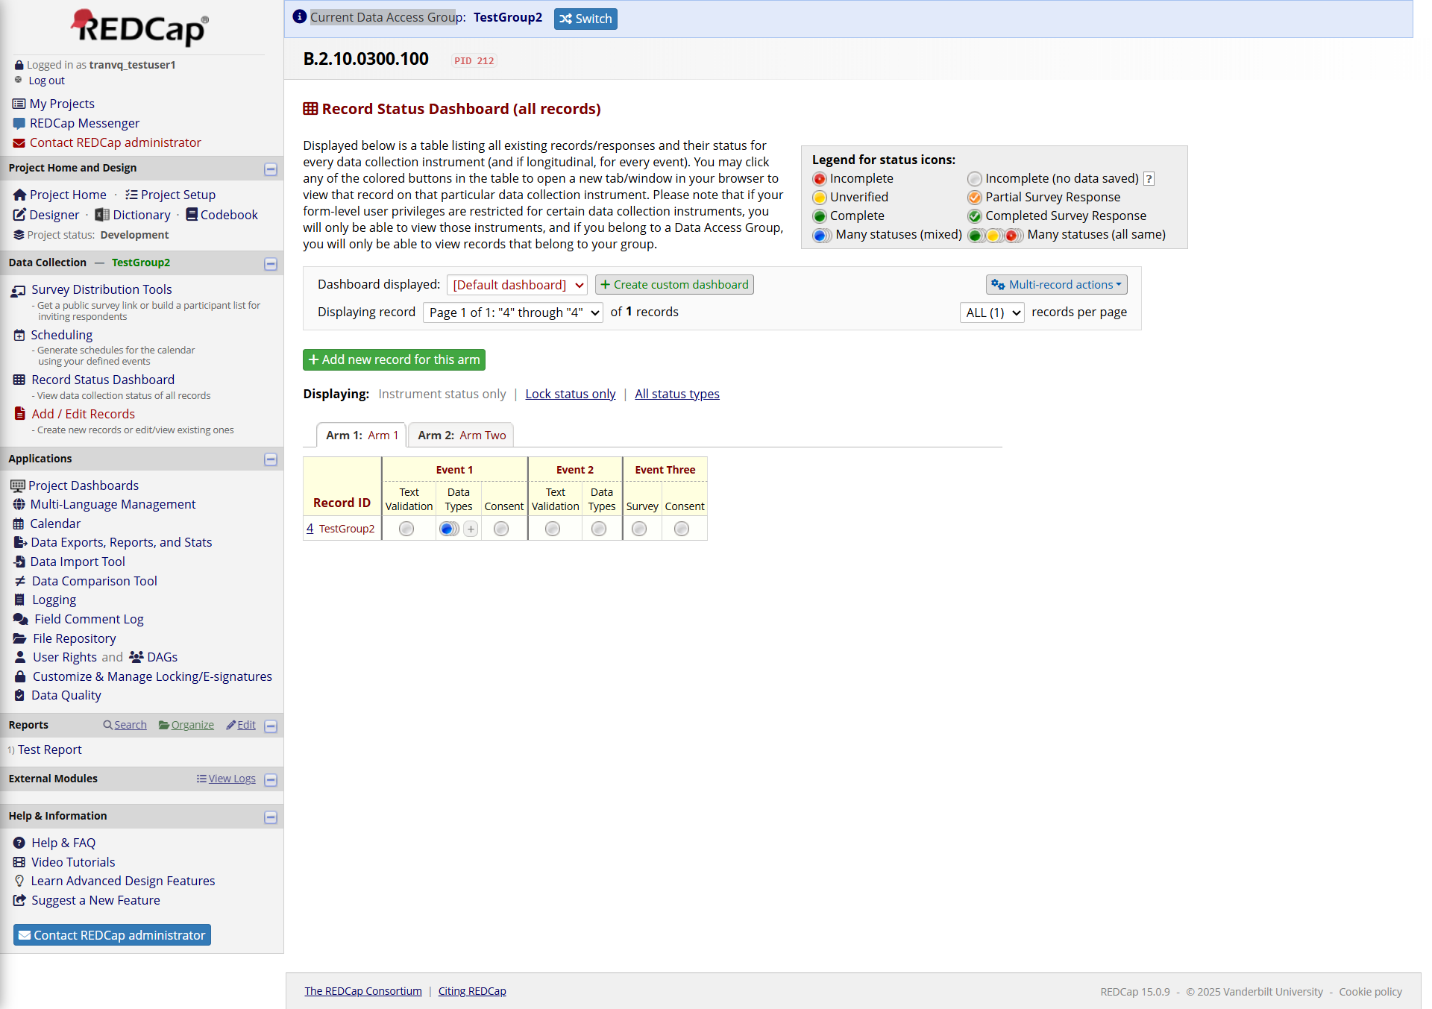 REDCap®
Logged in as tranvq_testuser1
Log out
My Projects
REDCap Messenger
Contact REDCap administrator
Project Home and Design
Project Home · Project Setup
Designer · Dictionary · Codebook
Project status: Development
Data Collection — TestGroup2
Survey Distribution Tools
- Get a public survey link or build a participant list for
inviting respondents
Scheduling
- Generate schedules for the calendar
using your defined events
Record Status Dashboard
- View data collection status of all records
Add / Edit Records
- Create new records or edit/view existing ones
Applications
Project Dashboards
Multi-Language Management
Calendar
Data Exports, Reports, and Stats
Data Import Tool
Data Comparison Tool
Logging
Field Comment Log
File Repository
User Rights and DAGs
Customize & Manage Locking/E-signatures
Data Quality
Reports Search Organize Edit
1) Test Report
External Modules View Logs
Help & Information
Help & FAQ
Video Tutorials
Learn Advanced Design Features
Suggest a New Feature
Contact REDCap administrator
Current Data Access Group: TestGroup2 Switch
B.2.10.0300.100 PID 212
Record Status Dashboard (all records)
Displayed below is a table listing all existing records/responses and their status for
every data collection instrument (and if longitudinal, for every event). You may click
any of the colored buttons in the table to open a new tab/window in your browser to
view that record on that particular data collection instrument. Please note that if your
form-level user privileges are restricted for certain data collection instruments, you
will only be able to view those instruments, and if you belong to a Data Access Group,
you will only be able to view records that belong to your group.
Legend for status icons:
Incomplete Incomplete (no data saved) ?
Unverified Partial Survey Response
Complete Completed Survey Response
Many statuses (mixed) Many statuses (all same)
Dashboard displayed: [Default dashboard] + Create custom dashboard Multi-record actions
Displaying record Page 1 of 1: "4" through "4" of 1 records ALL (1) records per page
+ Add new record for this arm
Displaying: Instrument status only | Lock status only | All status types
Arm 1: Arm 1 Arm 2: Arm Two
Event 1 Event 2 Event Three
Record ID Text Validation Data Types Consent Text Validation Data Types Survey Consent
4 TestGroup2 +
The REDCap Consortium | Citing REDCap
REDCap 15.0.9 - © 2025 Vanderbilt University - Cookie policy